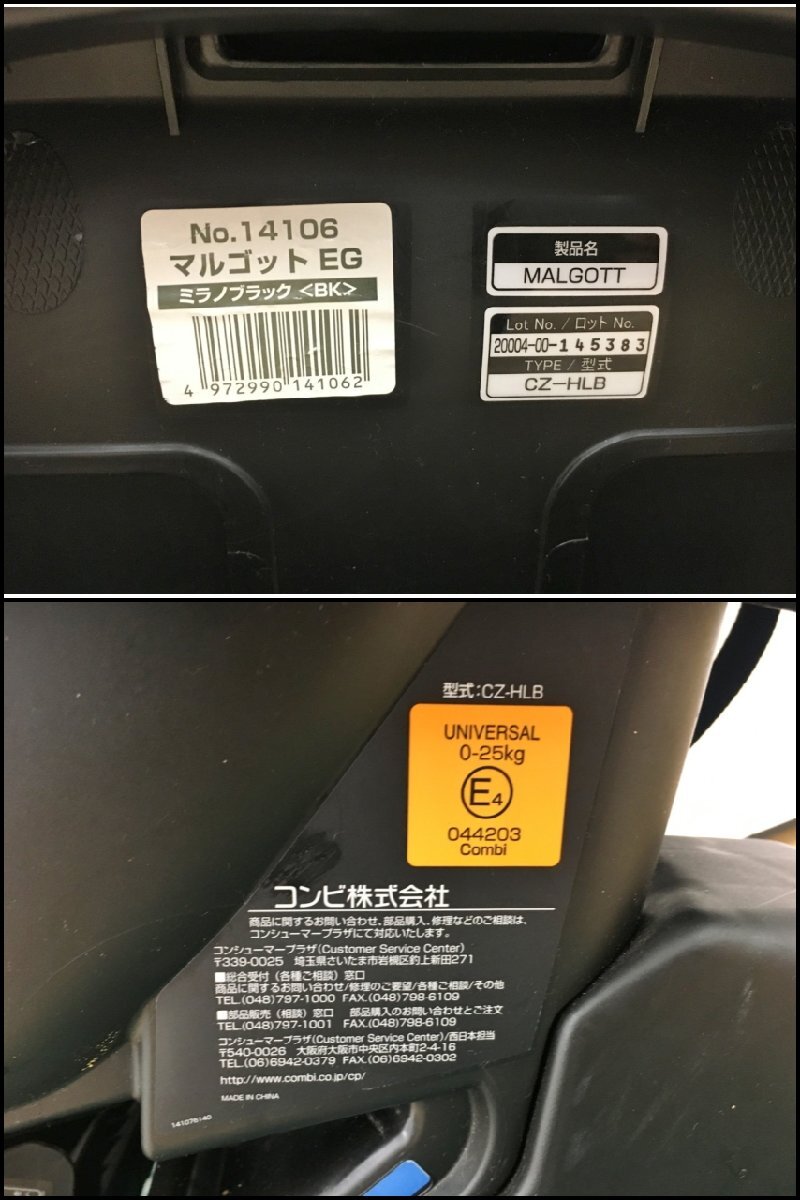 No.14106
マルゴット EG
ミラノブラック <BK>
4 972990 141062
製品名
MALGOTT
Lot No. / ロット No.
20004-00-145383
TYPE / 型式
CZ-HLB
型式:CZ-HLB
UNIVERSAL
0-25kg
E4
044203
Combi
コンビ株式会社
商品に関するお問い合わせ、部品購入、修理などのご相談は、
コンシューマープラザにて対応いたします。
コンシューマープラザ(Customer Service Center)
〒339-0025 埼玉県さいたま市岩槻区釣上新田271
■総合受付（各種ご相談）窓口
商品に関するお問い合わせ/修理のご要望/各種ご相談/その他
TEL.(048)797-1000 FAX.(048)798-6109
■部品販売（相談）窓口 部品購入のお問い合わせとご注文
TEL.(048)797-1001 FAX.(048)798-6109
コンシューマープラザ(Customer Service Center)/西日本担当
〒540-0026 大阪府大阪市中央区内本町2-4-16
TEL.(06)6942-0379 FAX.(06)6942-0302
http://www.combi.co.jp/cp/
MADE IN CHINA